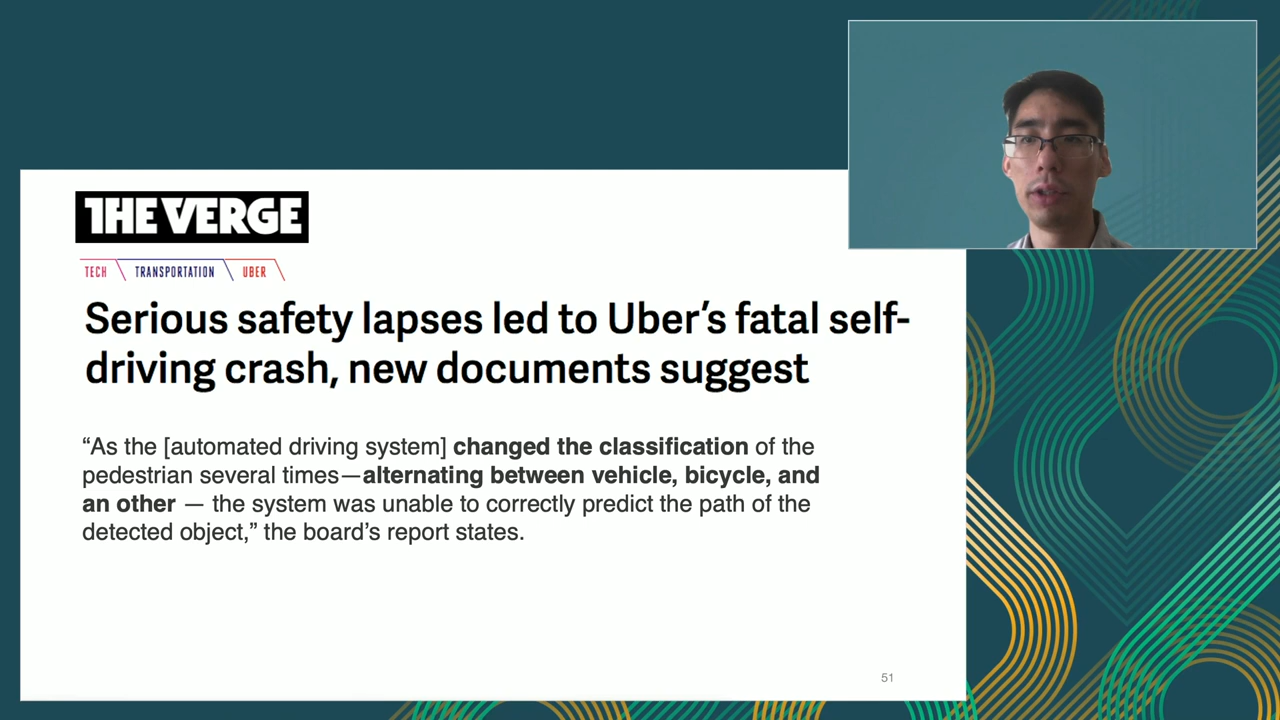 THE VERGE
TECH TRANSPORTATION UBER
Serious safety lapses led to Uber’s fatal self-
driving crash, new documents suggest
“As the [automated driving system] changed the classification of the
pedestrian several times—alternating between vehicle, bicycle, and
an other — the system was unable to correctly predict the path of the
detected object,” the board’s report states.
51